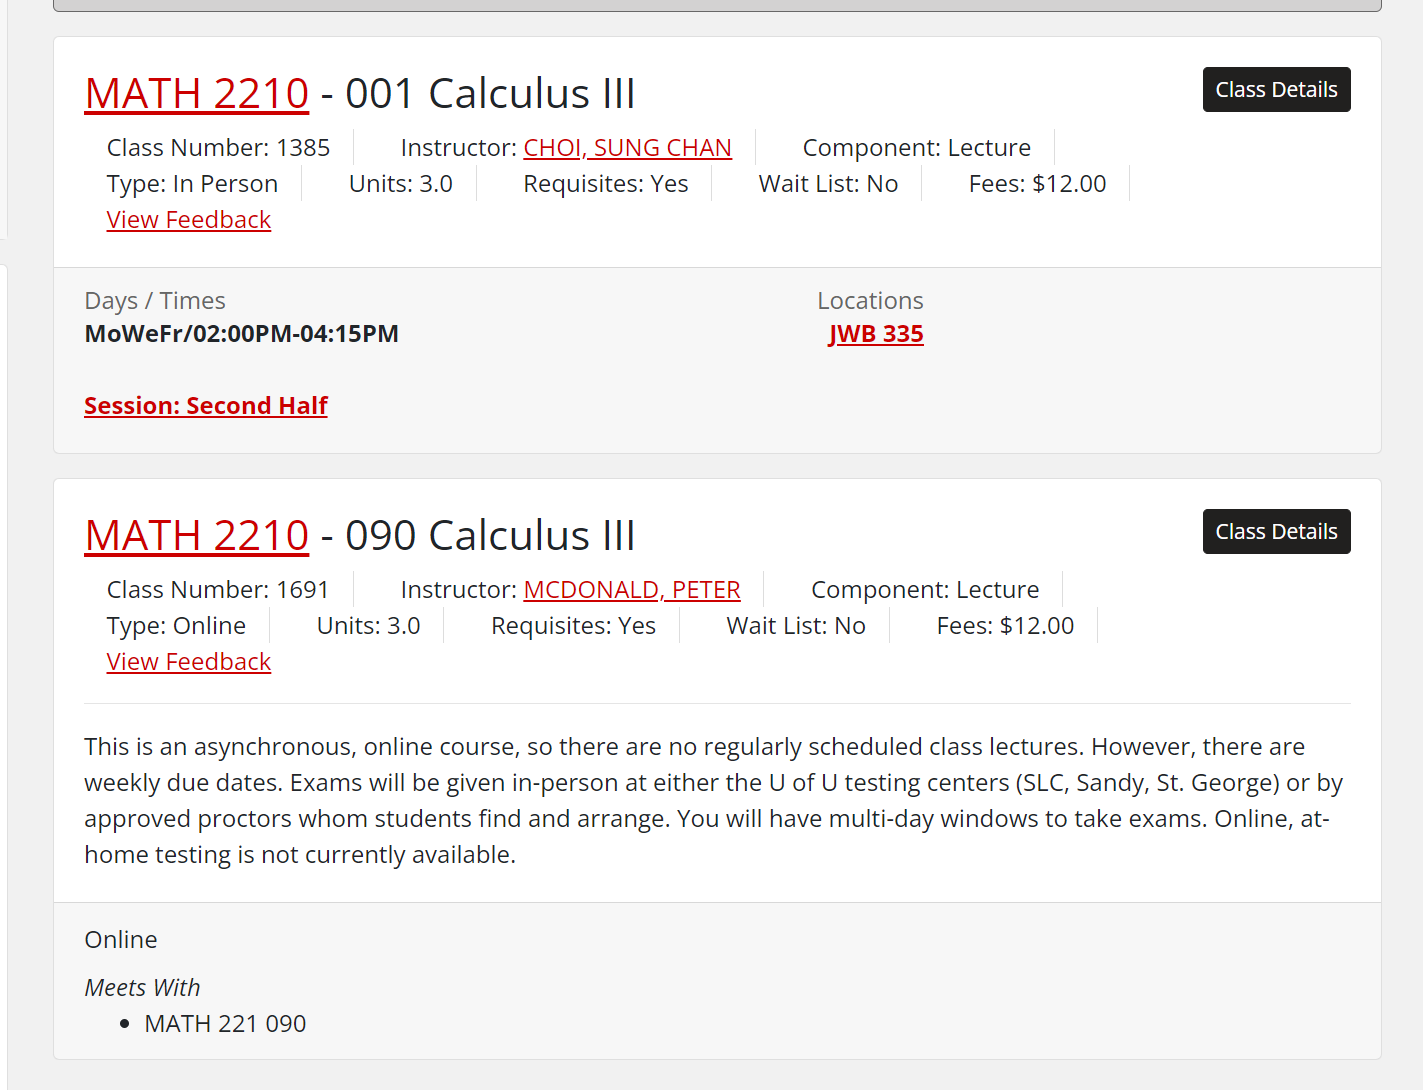 MATH 2210 - 001 Calculus III
Class Details
Class Number: 1385 Instructor: CHOI, SUNG CHAN Component: Lecture
Type: In Person Units: 3.0 Requisites: Yes Wait List: No Fees: $12.00
View Feedback
Days / Times
MoWeFr/02:00PM-04:15PM
Locations
JWB 335
Session: Second Half
MATH 2210 - 090 Calculus III
Class Details
Class Number: 1691 Instructor: MCDONALD, PETER Component: Lecture
Type: Online Units: 3.0 Requisites: Yes Wait List: No Fees: $12.00
View Feedback
This is an asynchronous, online course, so there are no regularly scheduled class lectures. However, there are
weekly due dates. Exams will be given in-person at either the U of U testing centers (SLC, Sandy, St. George) or by
approved proctors whom students find and arrange. You will have multi-day windows to take exams. Online, at-
home testing is not currently available.
Online
Meets With
• MATH 221 090